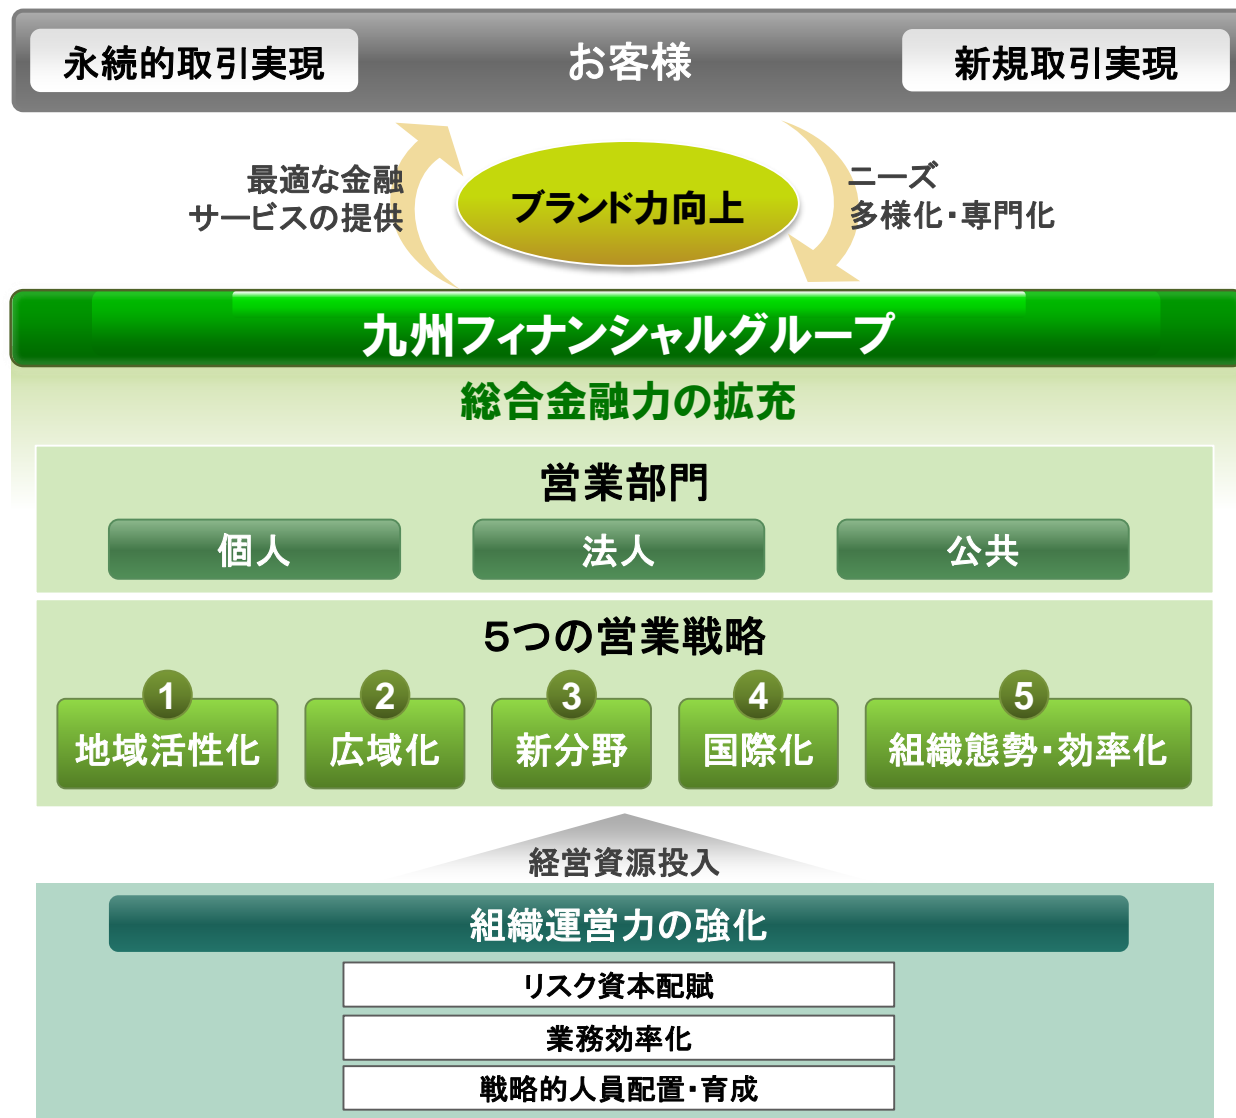 永続的取引実現
お客様
新規取引実現
最適な金融
サービスの提供
ブランド力向上
ニーズ
多様化・専門化
九州フィナンシャルグループ
総合金融力の拡充
営業部門
個人
法人
公共
5つの営業戦略
1
地域活性化
2
広域化
3
新分野
4
国際化
5
組織態勢・効率化
経営資源投入
組織運営力の強化
リスク資本配賦
業務効率化
戦略的人員配置・育成